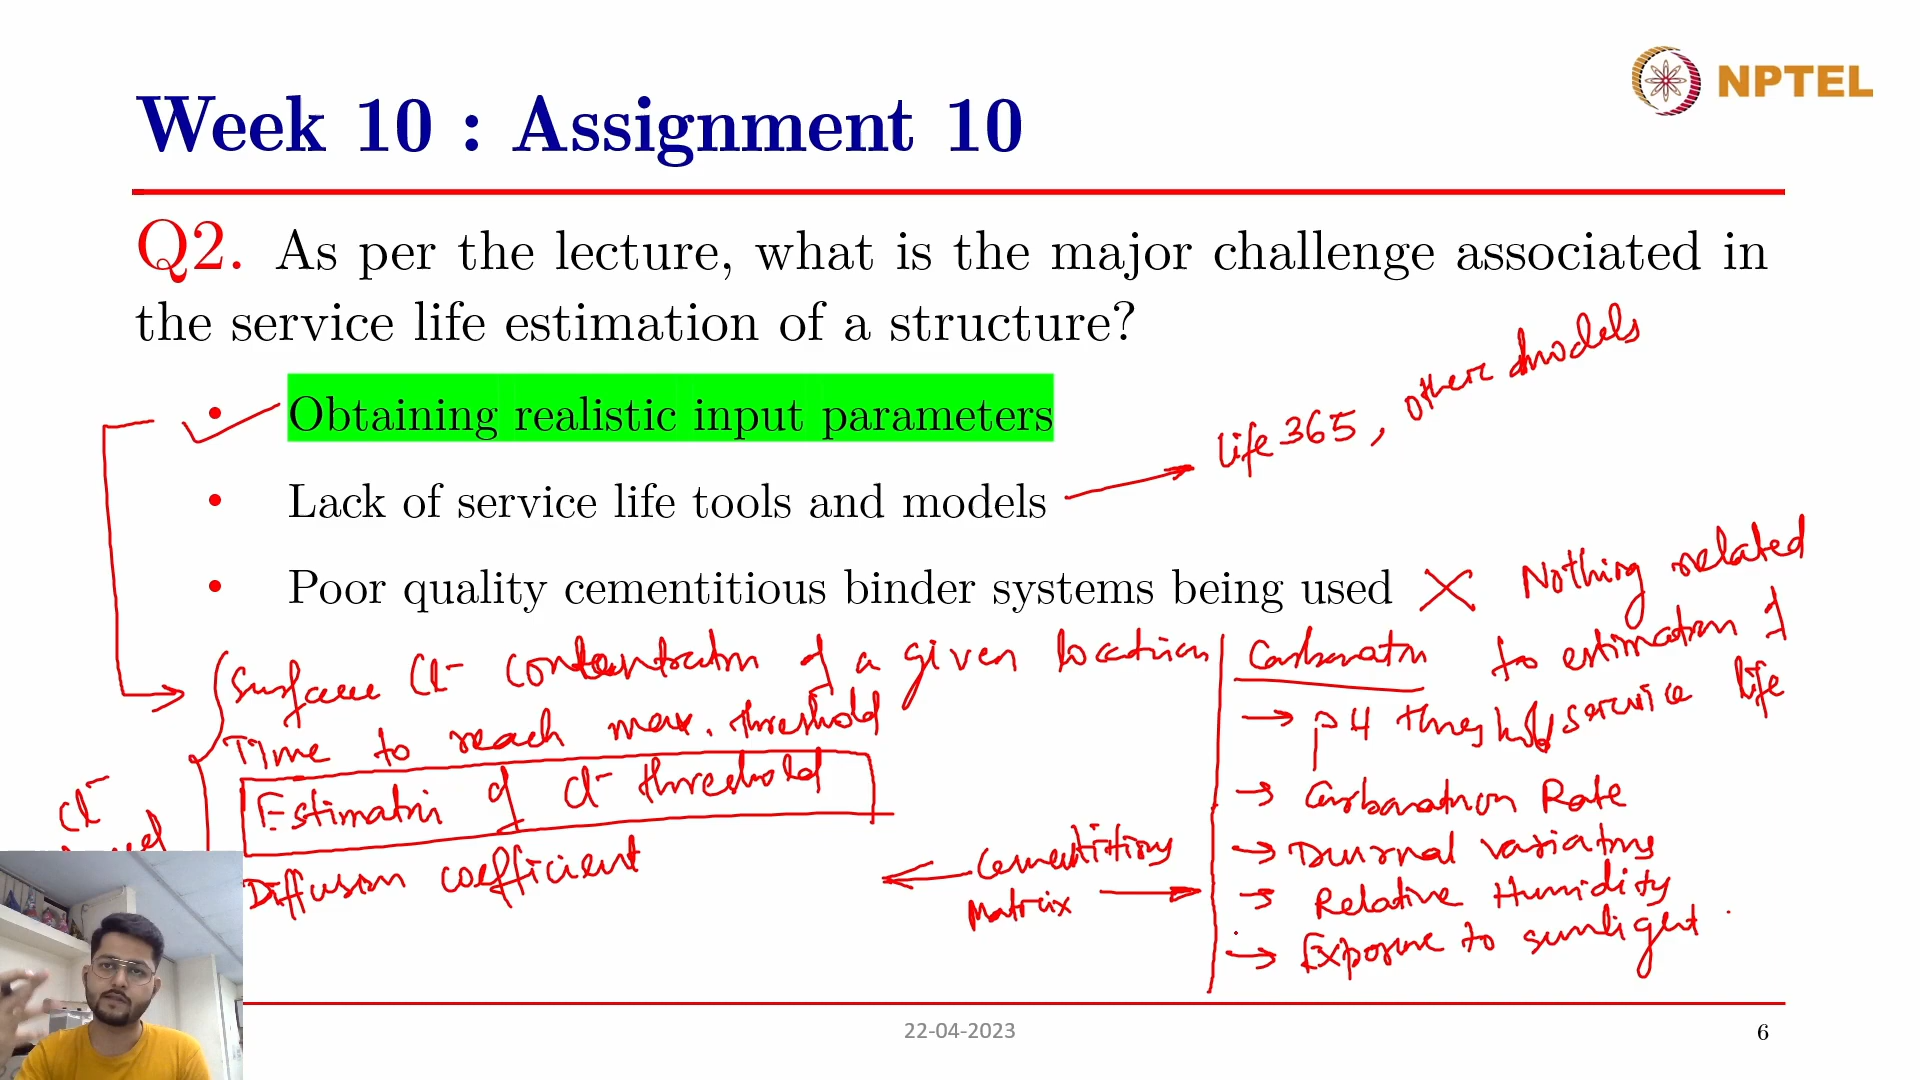 NPTEL
Week 10 : Assignment 10
Q2. As per the lecture, what is the major challenge associated in
the service life estimation of a structure?
• Obtaining realistic input parameters
• Lack of service life tools and models
life 365, other models
• Poor quality cementitious binder systems being used
Nothing related
to estimation of
service life
Surface Cl- of a given location
Time to reach max. threshold
Estimation of Cl- threshold
Diffusion coefficient
Cl-
Cementitious
Matrix
Carbonation
→ pH threshold
→ Carbonation Rate
→ Diurnal variations
→ Relative Humidity
→ Exposure to sunlight
22-04-2023
6